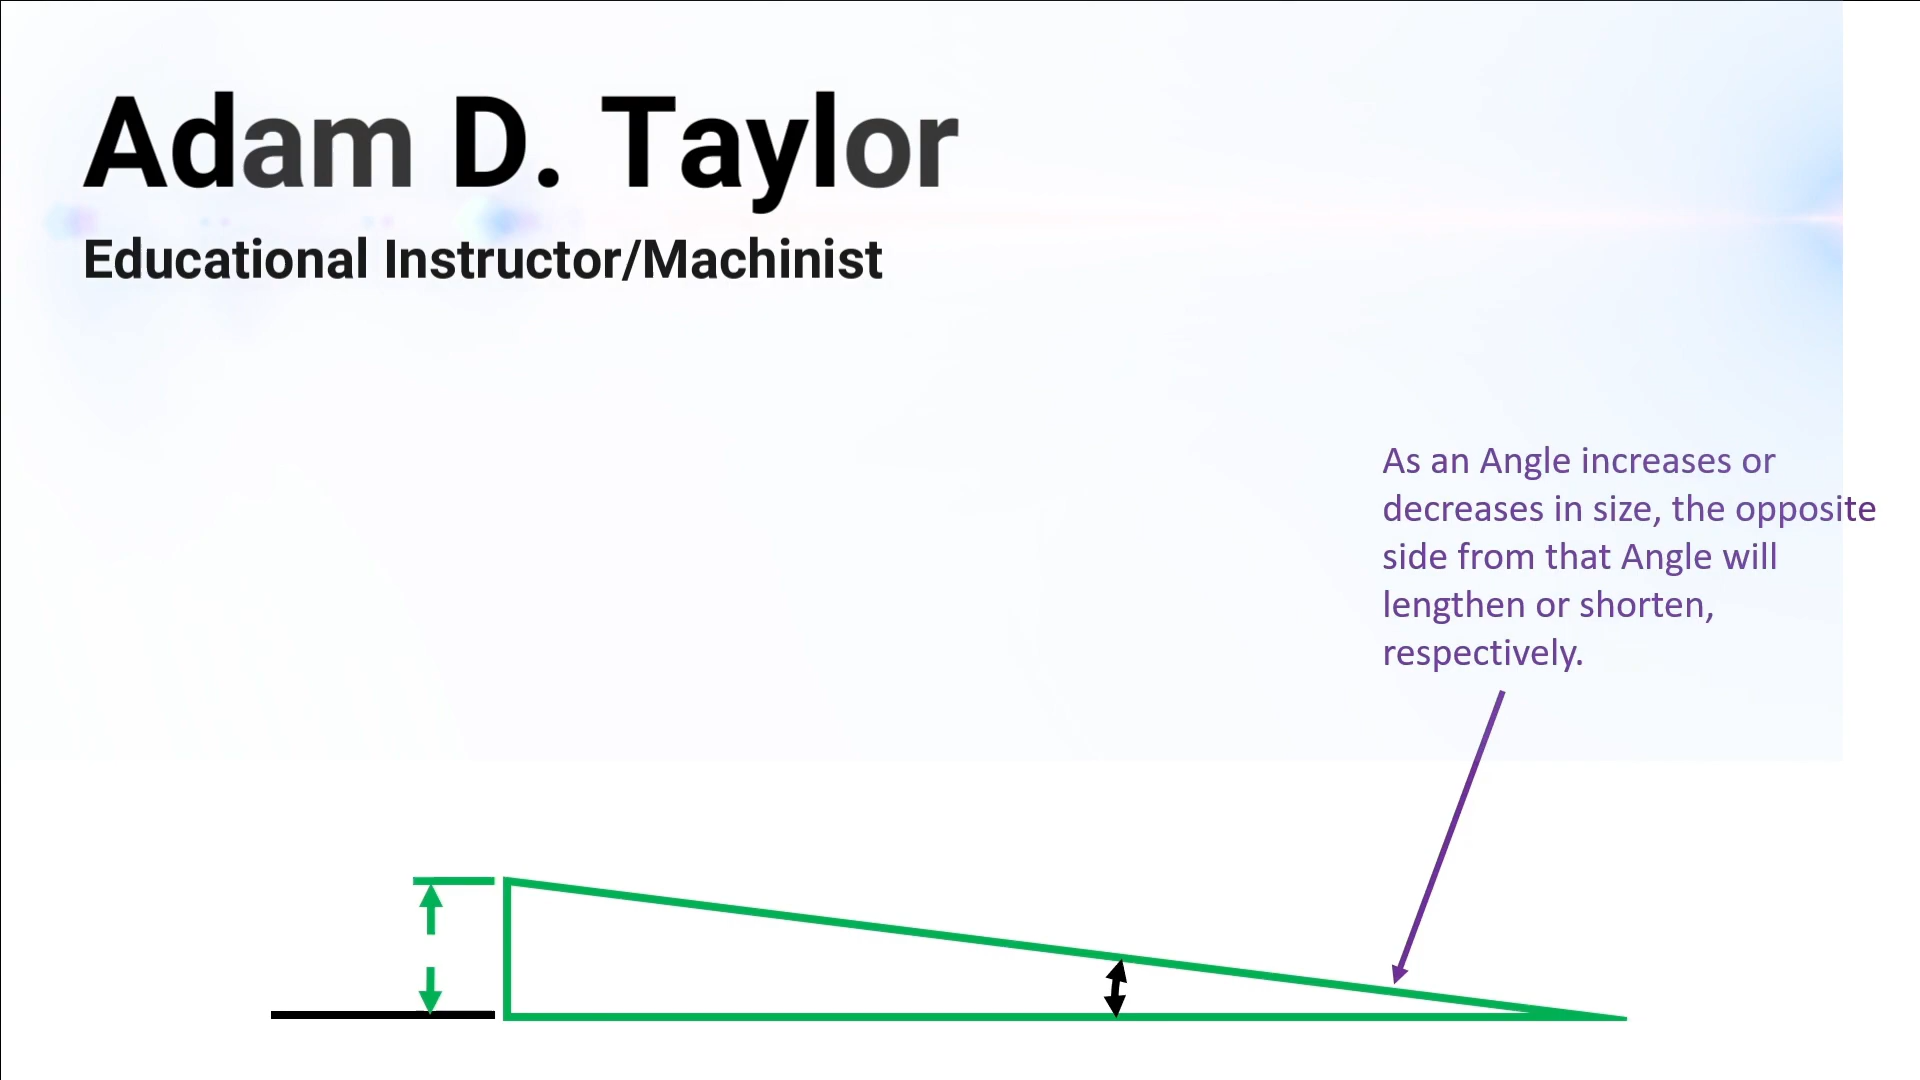 Adam D. Taylor
Educational Instructor/Machinist
As an Angle increases or
decreases in size, the opposite
side from that Angle will
lengthen or shorten,
respectively.